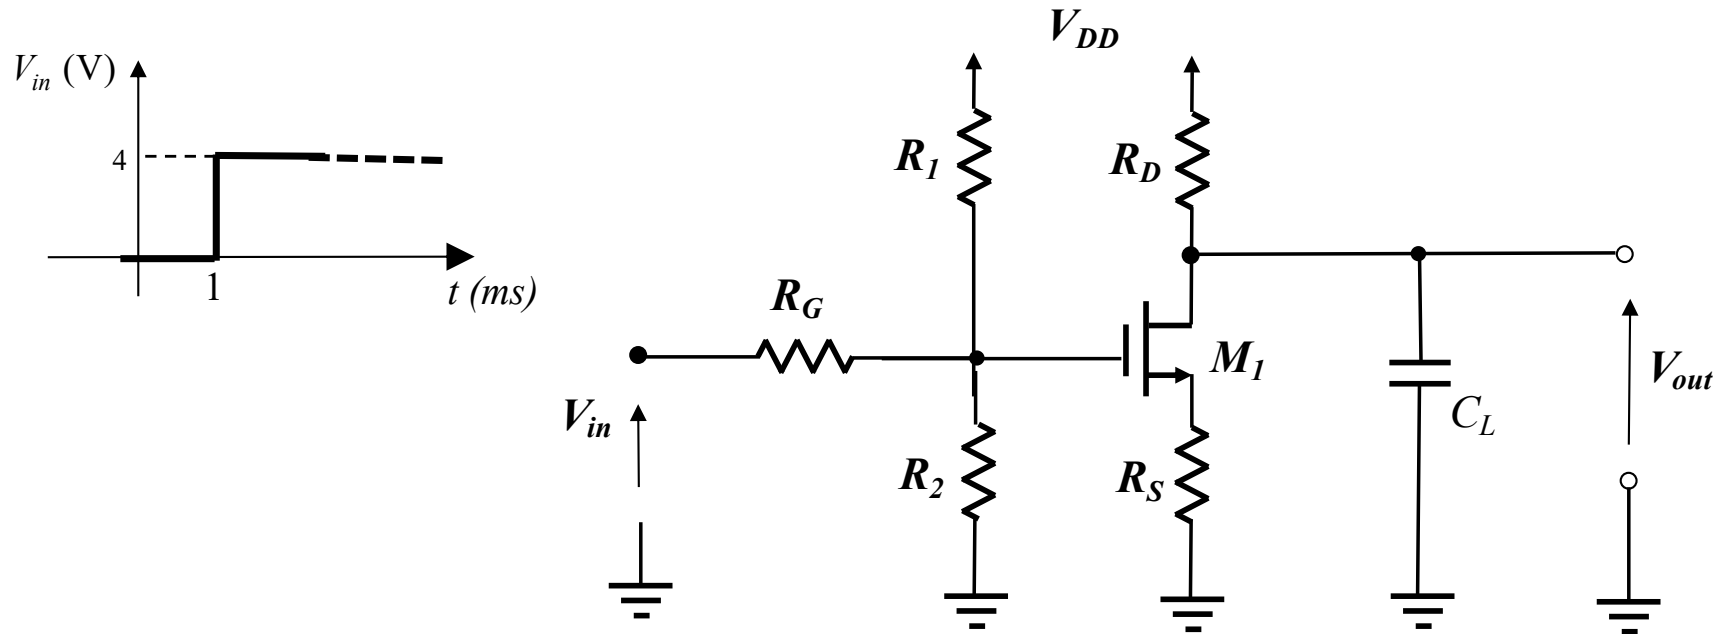 V_in (V)
4
1
t (ms)
V_DD
R_1
R_D
R_G
M_1
V_in
R_2
R_S
C_L
V_out